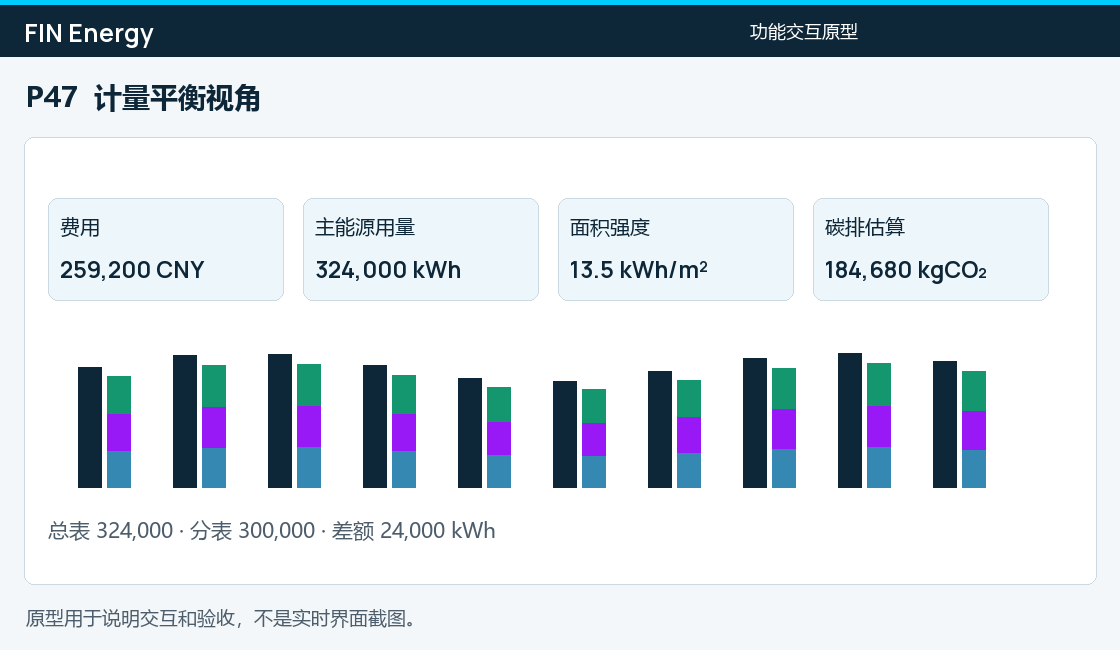 FIN Energy
功能交互原型
P47 计量平衡视角
费用
259,200 CNY
主能源用量
324,000 kWh
面积强度
13.5 kWh/m²
碳排估算
184,680 kgCO₂
总表 324,000 · 分表 300,000 · 差额 24,000 kWh
原型用于说明交互和验收，不是实时界面截图。